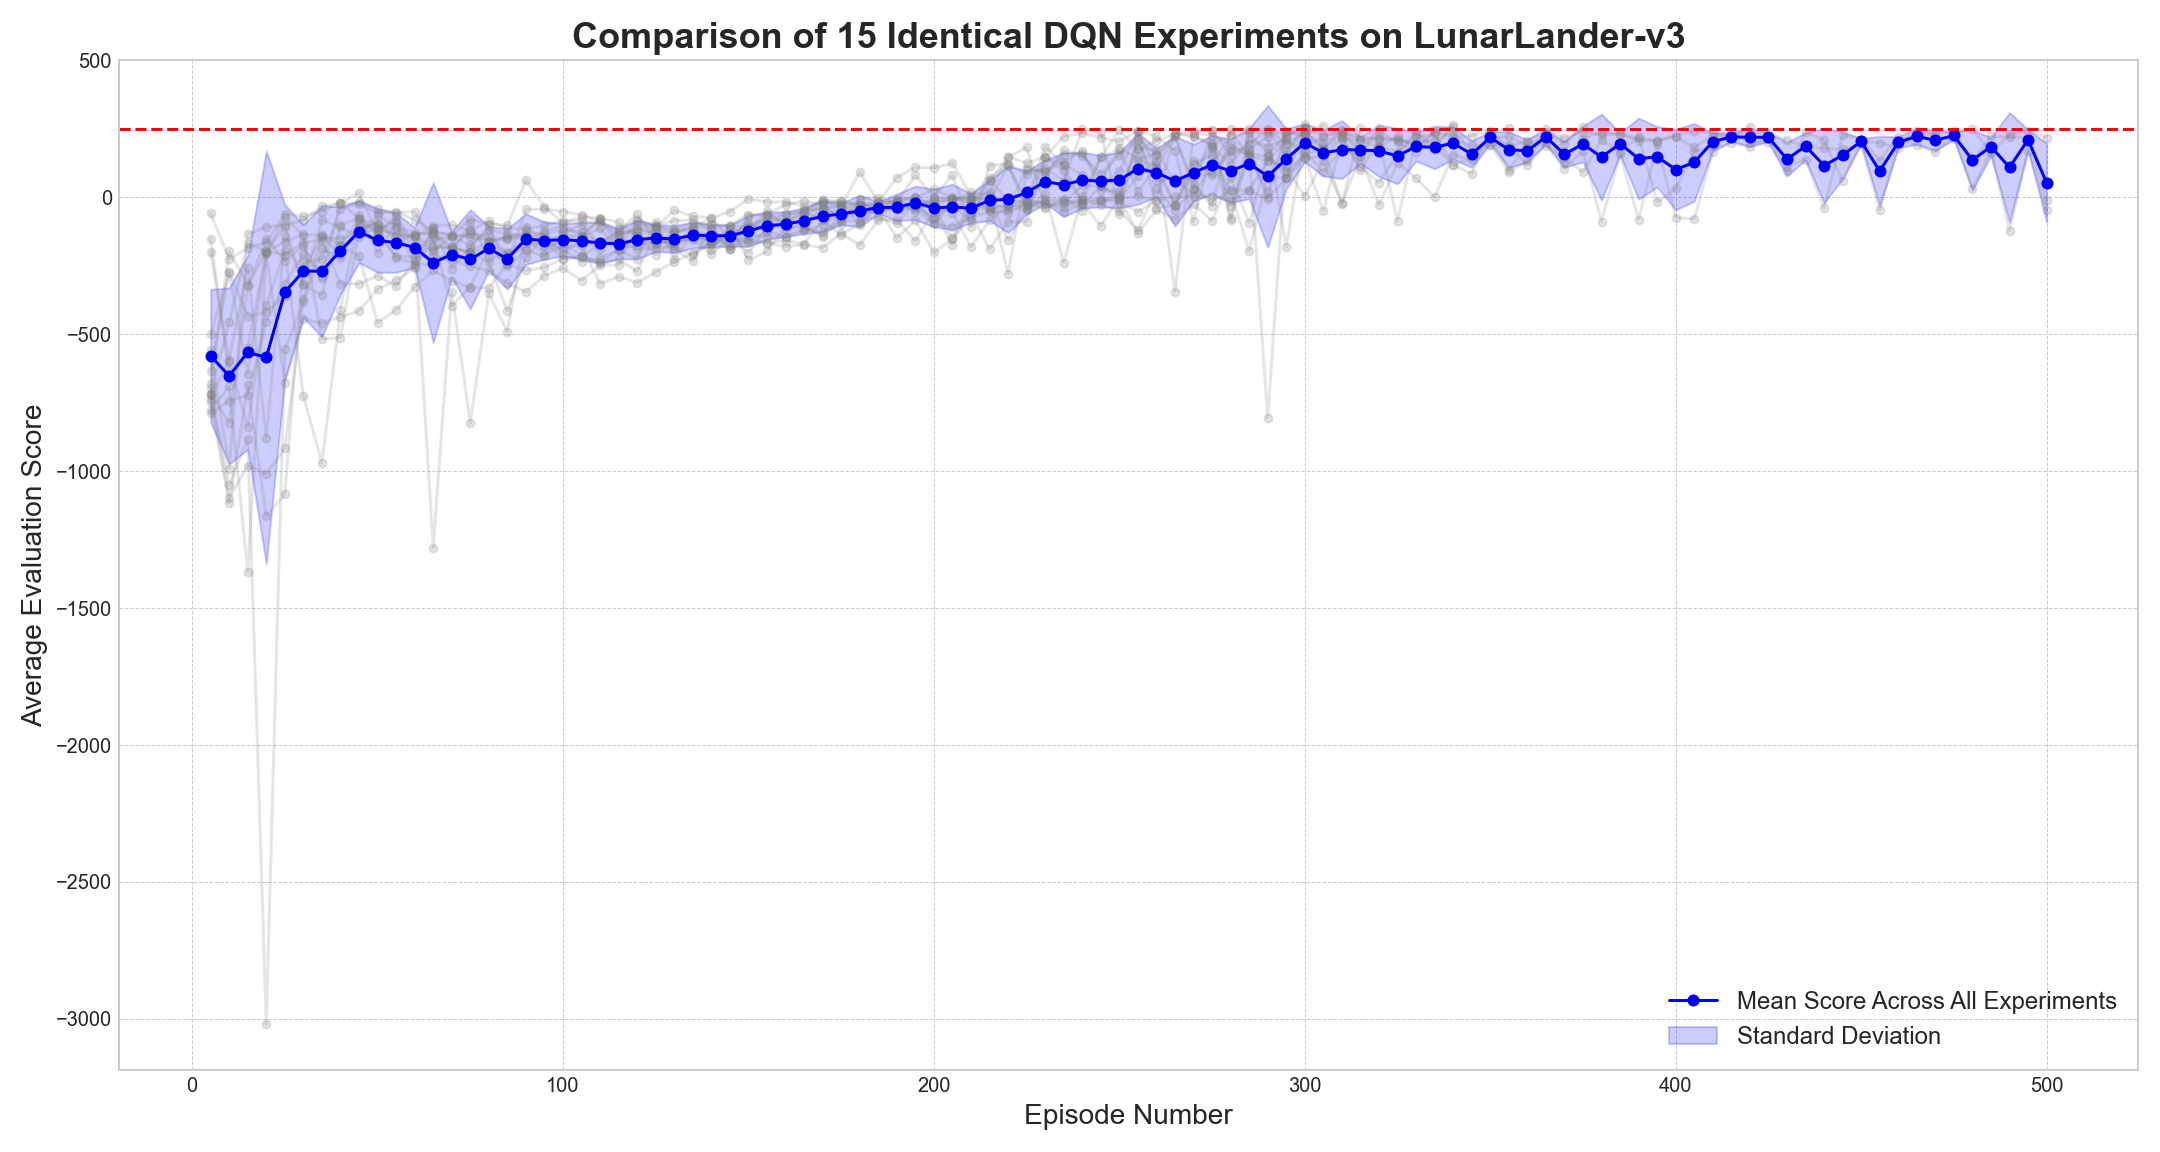 Comparison of 15 Identical DQN Experiments on LunarLander-v3
500
0
−500
−1000
−1500
−2000
−2500
−3000
Average Evaluation Score
Mean Score Across All Experiments
Standard Deviation
0 100 200 300 400 500
Episode Number